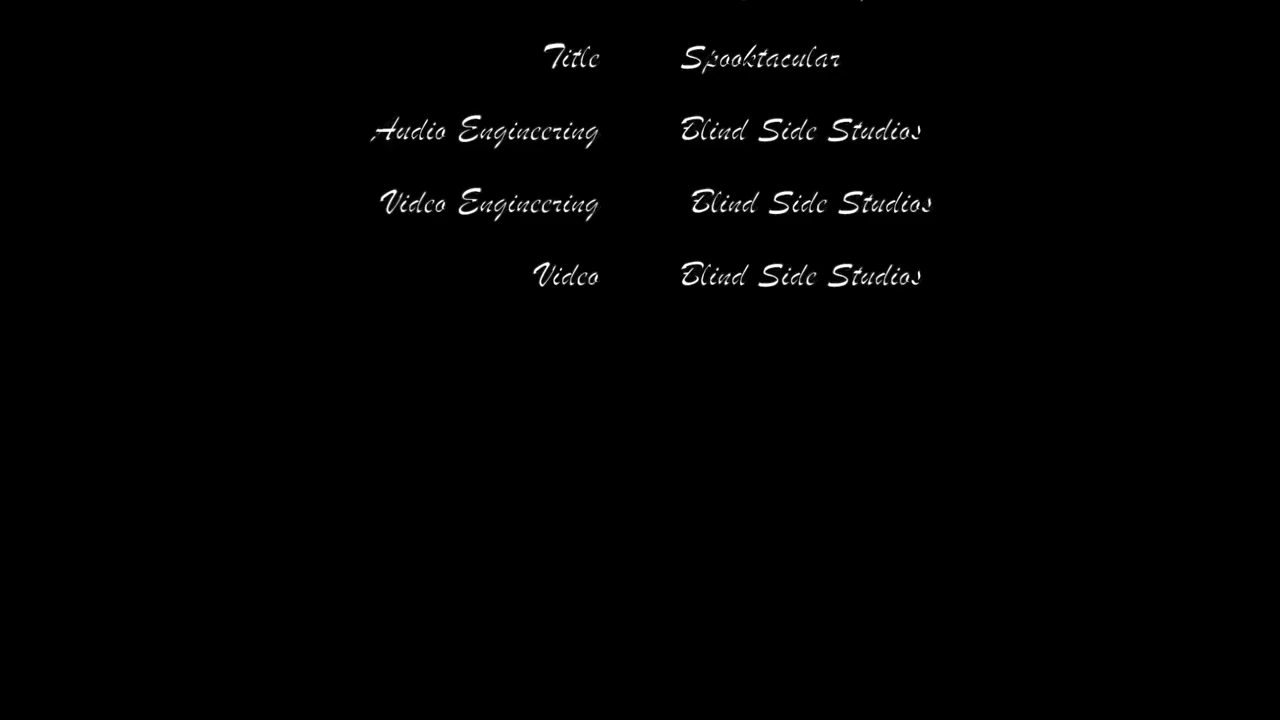 Title Spooktacular
Audio Engineering Blind Side Studios
Video Engineering Blind Side Studios
Video Blind Side Studios